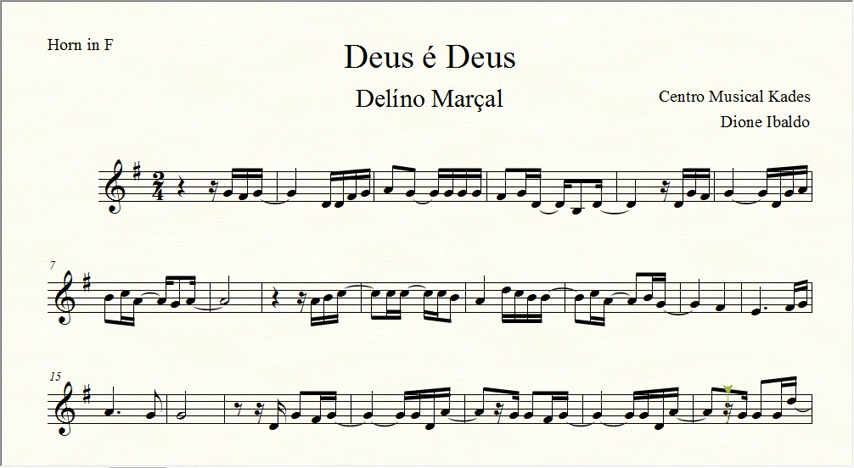 Horn in F
Deus é Deus
Delíno Marçal
Centro Musical Kades
Dione Ibaldo
2
4
7
15